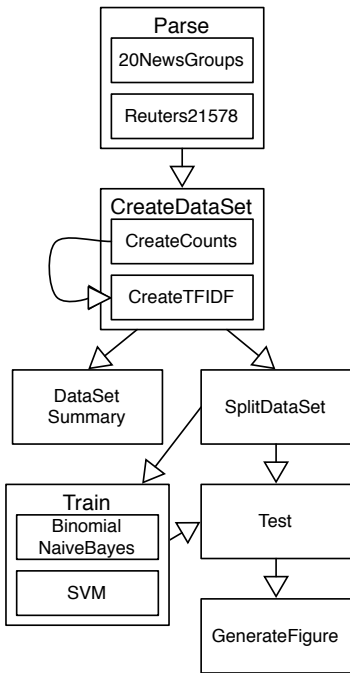 Parse
20NewsGroups
Reuters21578
CreateDataSet
CreateCounts
CreateTFIDF
DataSet
Summary
SplitDataSet
Train
Binomial
NaiveBayes
SVM
Test
GenerateFigure